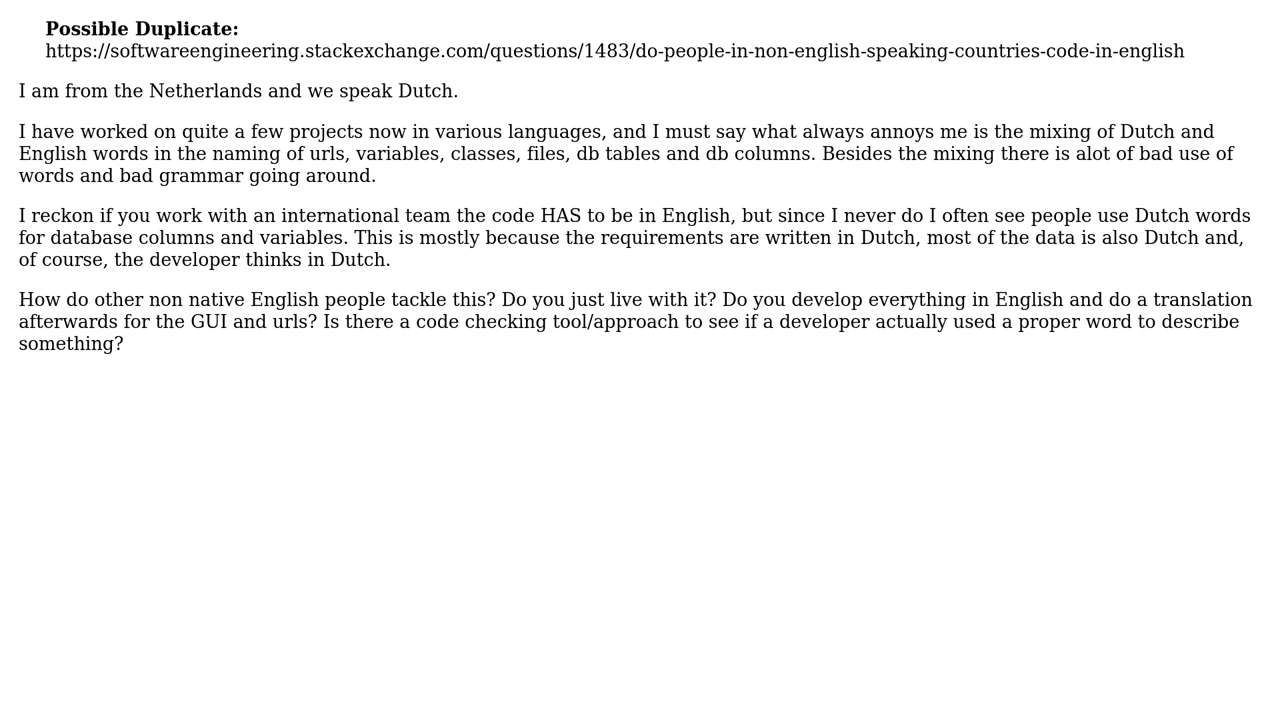 Possible Duplicate:
https://softwareengineering.stackexchange.com/questions/1483/do-people-in-non-english-speaking-countries-code-in-english
I am from the Netherlands and we speak Dutch.
I have worked on quite a few projects now in various languages, and I must say what always annoys me is the mixing of Dutch and
English words in the naming of urls, variables, classes, files, db tables and db columns. Besides the mixing there is alot of bad use of
words and bad grammar going around.
I reckon if you work with an international team the code HAS to be in English, but since I never do I often see people use Dutch words
for database columns and variables. This is mostly because the requirements are written in Dutch, most of the data is also Dutch and,
of course, the developer thinks in Dutch.
How do other non native English people tackle this? Do you just live with it? Do you develop everything in English and do a translation
afterwards for the GUI and urls? Is there a code checking tool/approach to see if a developer actually used a proper word to describe
something?